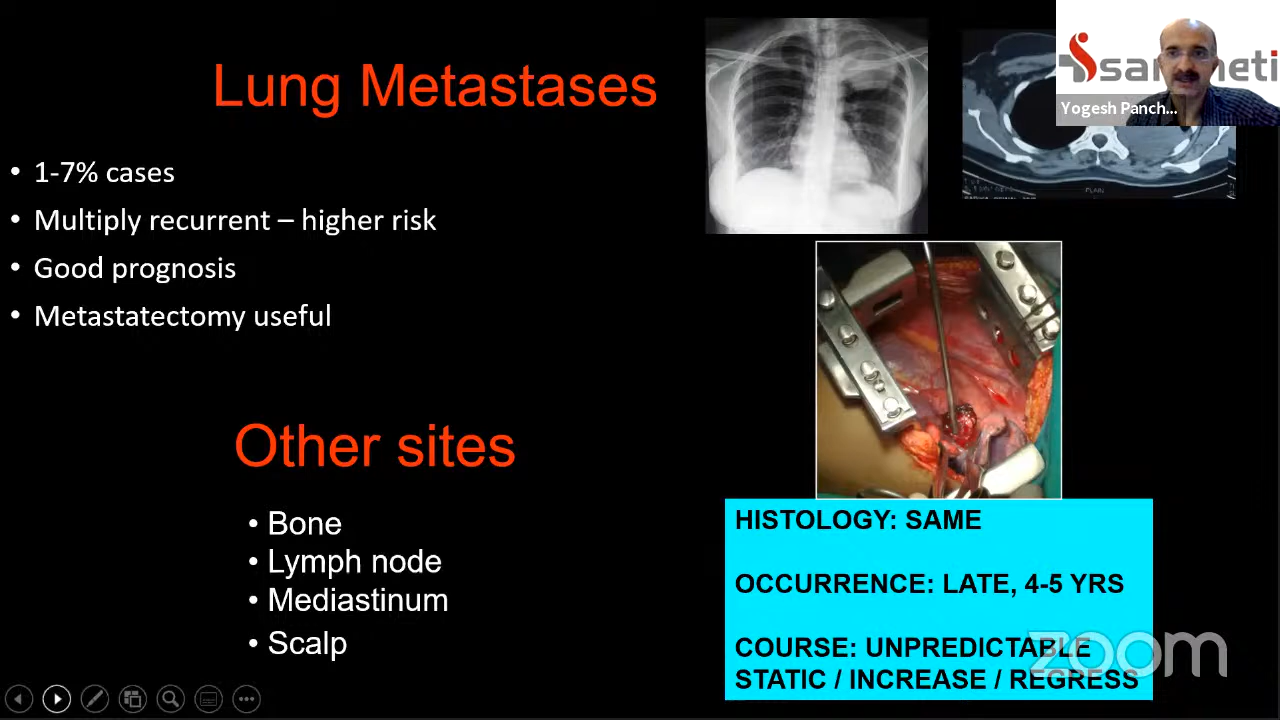 Lung Metastases
• 1-7% cases
• Multiply recurrent – higher risk
• Good prognosis
• Metastatectomy useful
Other sites
• Bone
• Lymph node
• Mediastinum
• Scalp
Yogesh Panch...
PLAIN
HISTOLOGY: SAME
OCCURRENCE: LATE, 4-5 YRS
COURSE: UNPREDICTABLE
STATIC / INCREASE / REGRESS
zoom